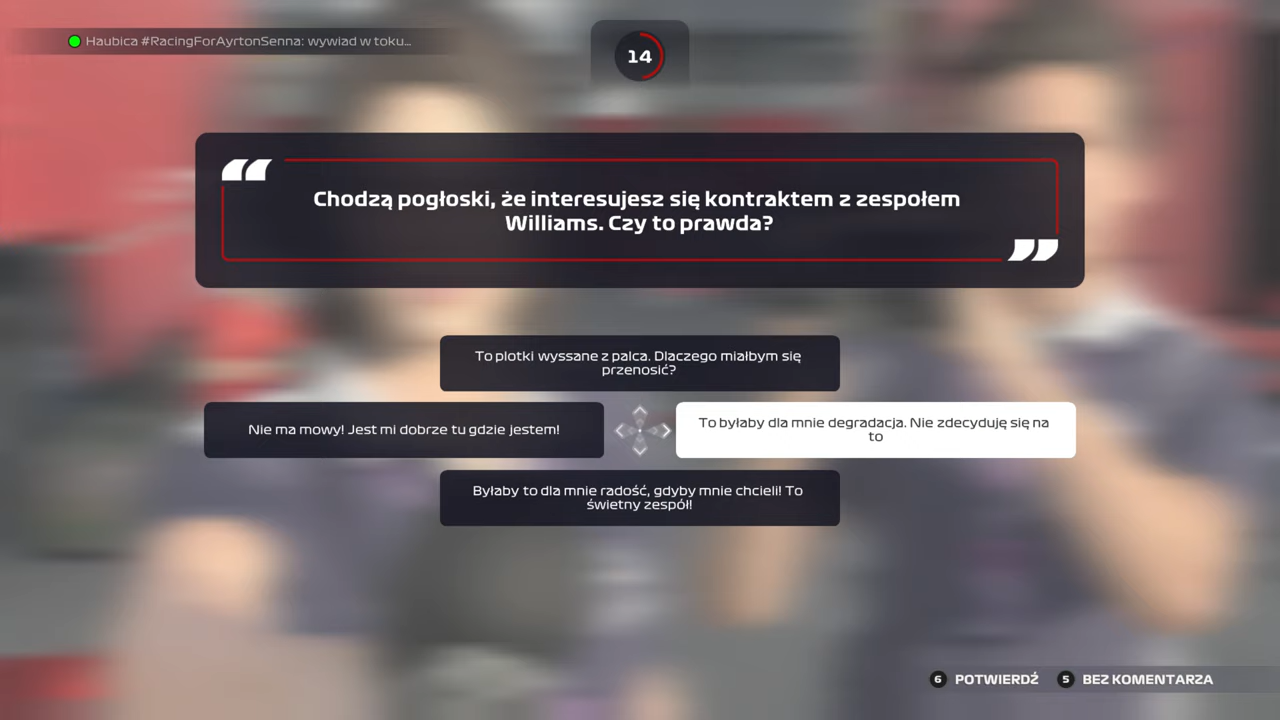 Haubica #RacingForAyrtonSenna: wywiad w toku...
14
Chodzą pogłoski, że interesujesz się kontraktem z zespołem
Williams. Czy to prawda?
To plotki wyssane z palca. Dlaczego miałbym się
przenosić?
Nie ma mowy! Jest mi dobrze tu gdzie jestem!
To byłaby dla mnie degradacja. Nie zdecyduję się na
to
Byłaby to dla mnie radość, gdyby mnie chcieli! To
świetny zespół!
6 POTWIERDŹ 5 BEZ KOMENTARZA